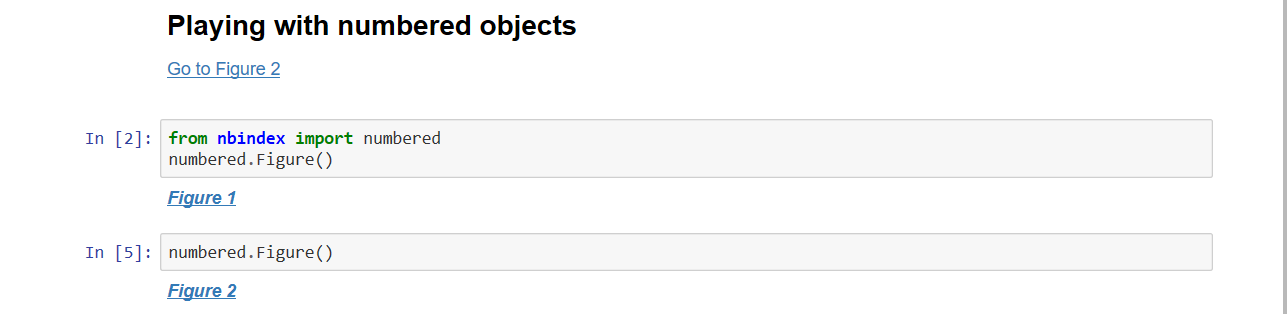 Playing with numbered objects
Go to Figure 2
In [2]: from nbindex import numbered
numbered.Figure()
Figure 1
In [5]: numbered.Figure()
Figure 2